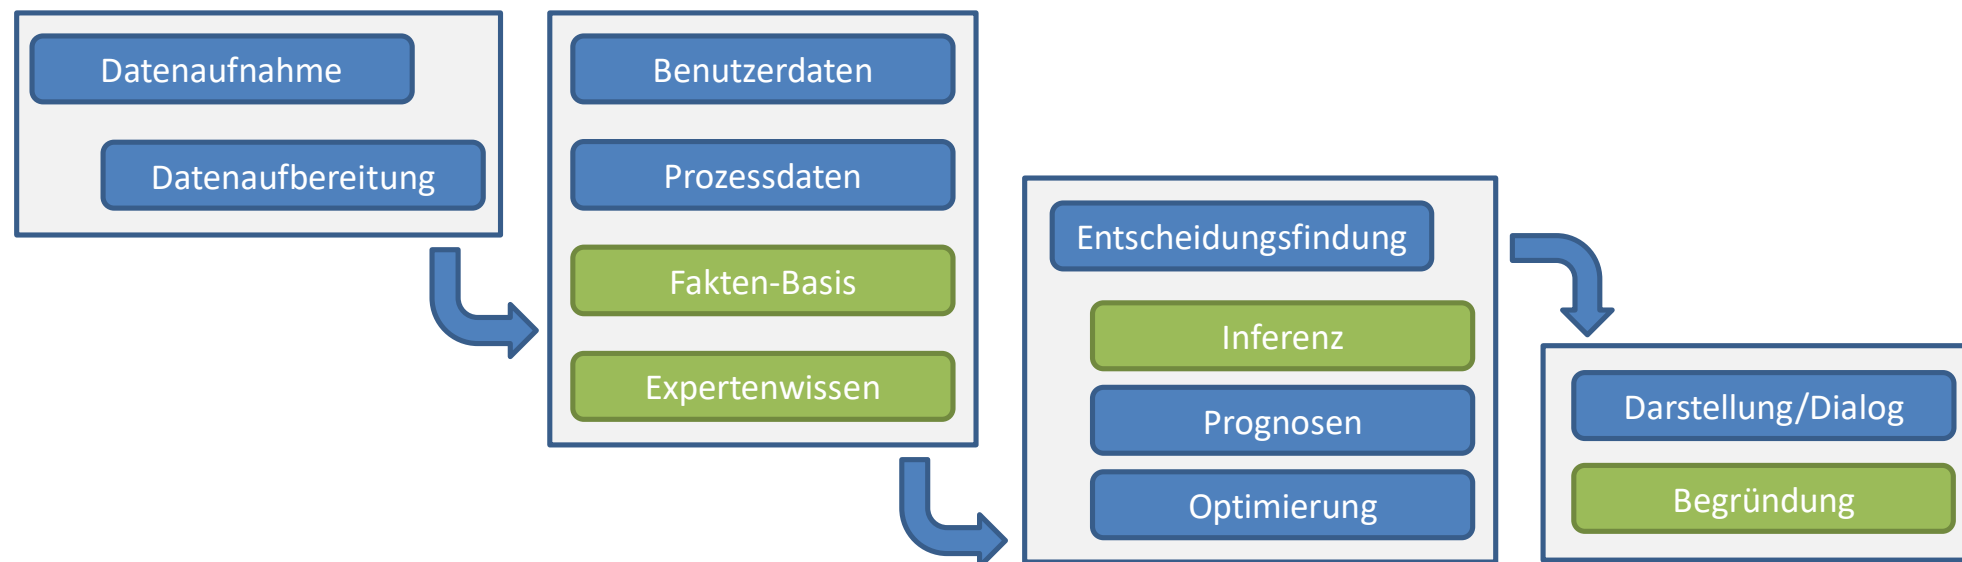 Datenaufnahme
Datenaufbereitung
Benutzerdaten
Prozessdaten
Fakten-Basis
Expertenwissen
Entscheidungsfindung
Inferenz
Prognosen
Optimierung
Darstellung/Dialog
Begründung